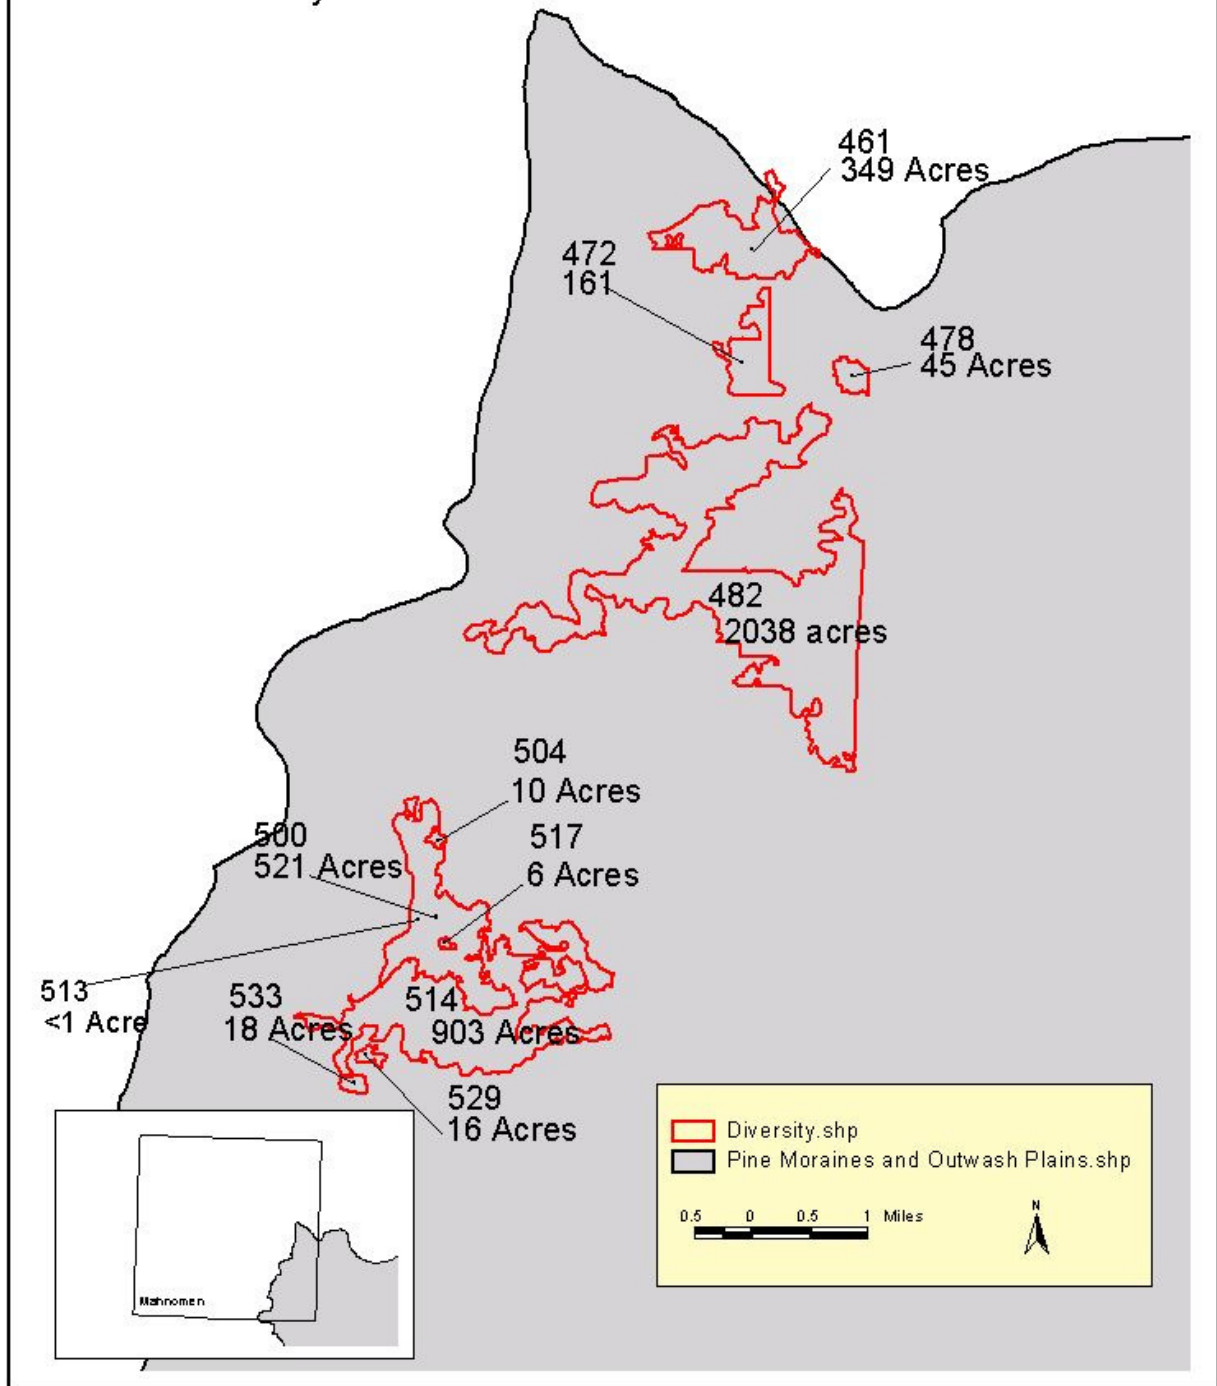 461
349 Acres
472
161
478
45 Acres
482
2038 acres
504
10 Acres
500
521 Acres
517
6 Acres
513
<1 Acre
533
18 Acres
514
903 Acres
529
16 Acres
Diversity.shp
Pine Moraines and Outwash Plains.shp
0.5 0 0.5 1 Miles
N
Mahnomen